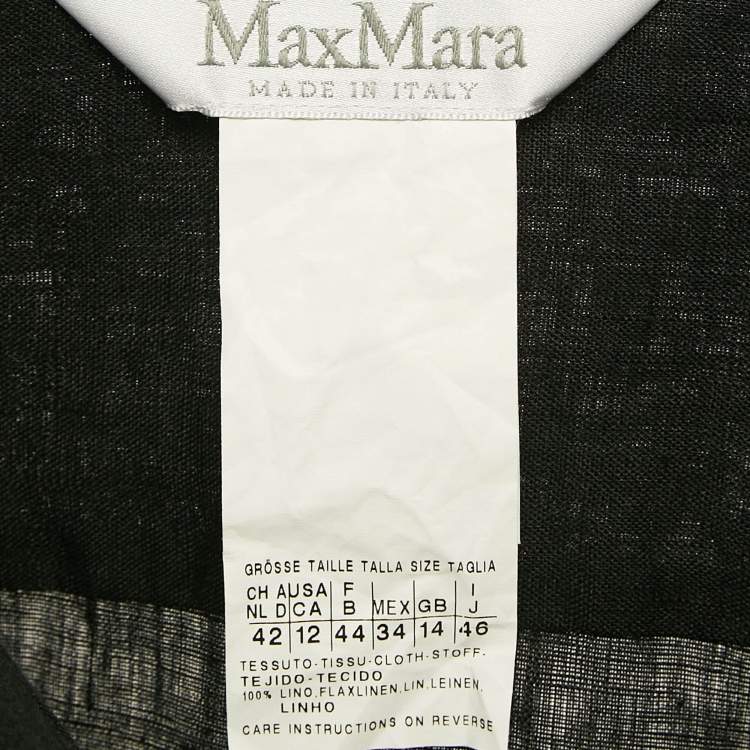 MaxMara
MADE IN ITALY
GRÖSSE TAILLE TALLA SIZE TAGLIA
CH A USA F I
NL D CA B MEX GB J
42 12 44 34 14 46
TESSUTO-TISSU-CLOTH-STOFF.
TEJIDO-TECIDO
100% LINO,FLAXLINEN,LIN,LEINEN,
LINHO
CARE INSTRUCTIONS ON REVERSE